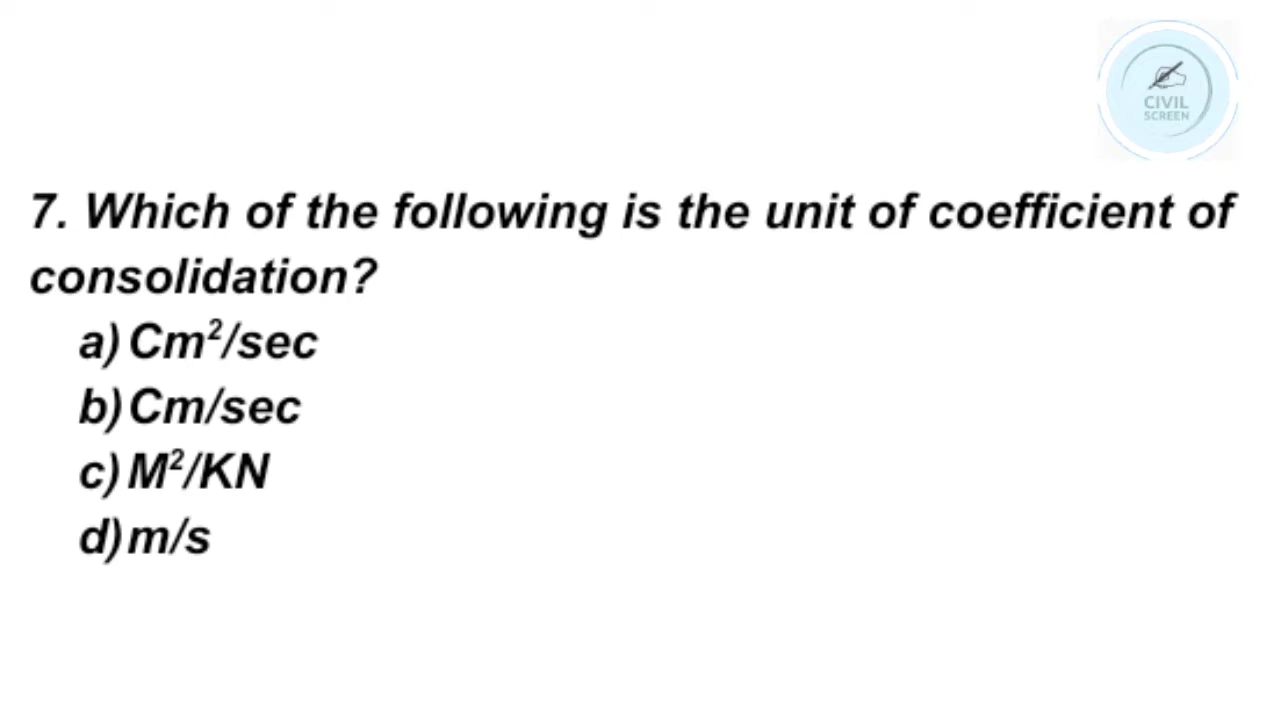 CIVIL
SCREEN
7. Which of the following is the unit of coefficient of
consolidation?
a) Cm²/sec
b) Cm/sec
c) M²/KN
d) m/s